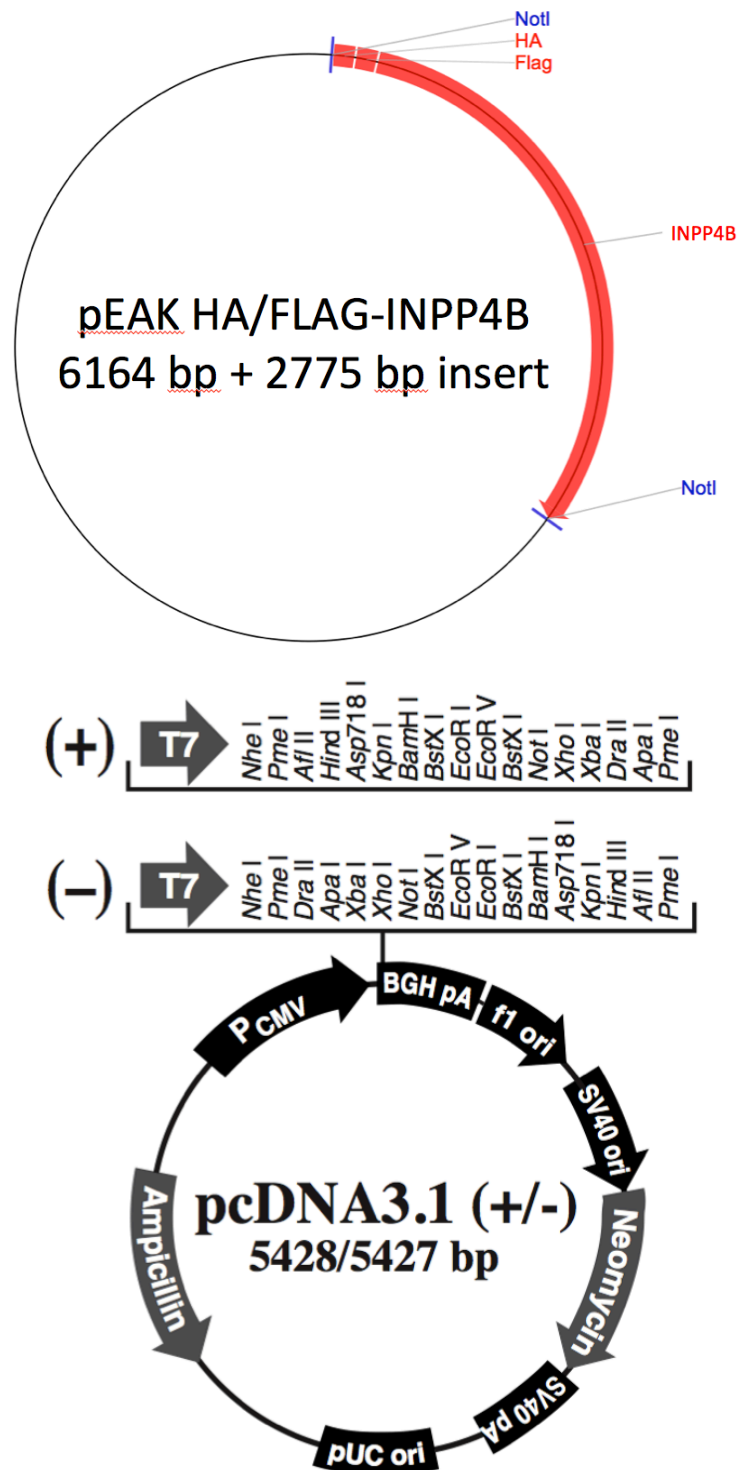 NotI
HA
Flag
INPP4B
pEAK HA/FLAG-INPP4B
6164 bp + 2775 bp insert
NotI
(+)
T7
Nhe I
Pme I
Afl II
Hind III
Asp718 I
Kpn I
BamH I
BstX I
EcoR I
EcoR V
BstX I
Not I
Xho I
Xba I
Dra II
Apa I
Pme I
(–)
T7
Nhe I
Pme I
Dra II
Apa I
Xba I
Xho I
Not I
BstX I
EcoR V
EcoR I
BstX I
BamH I
Asp718 I
Kpn I
Hind III
Afl II
Pme I
PCMV
BGH pA
f1 ori
SV40 ori
Neomycin
SV40 pA
pUC ori
Ampicillin
pcDNA3.1 (+/-)
5428/5427 bp